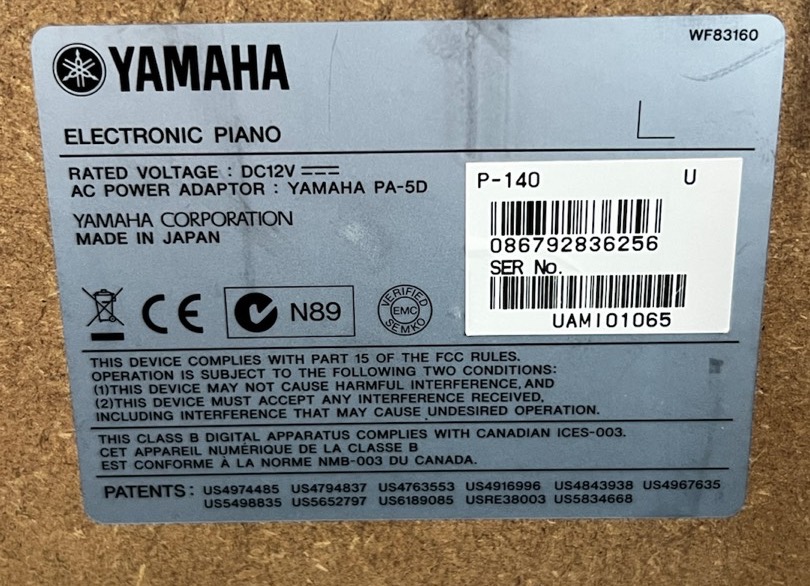 WF83160
YAMAHA
ELECTRONIC PIANO
RATED VOLTAGE : DC12V
AC POWER ADAPTOR : YAMAHA PA-5D
YAMAHA CORPORATION
MADE IN JAPAN
P-140 U
086792836256
SER No.
UAMI01065
CE
N89
VERIFIED
EMC
SEMKO
THIS DEVICE COMPLIES WITH PART 15 OF THE FCC RULES.
OPERATION IS SUBJECT TO THE FOLLOWING TWO CONDITIONS:
(1)THIS DEVICE MAY NOT CAUSE HARMFUL INTERFERENCE, AND
(2)THIS DEVICE MUST ACCEPT ANY INTERFERENCE RECEIVED,
INCLUDING INTERFERENCE THAT MAY CAUSE UNDESIRED OPERATION.
THIS CLASS B DIGITAL APPARATUS COMPLIES WITH CANADIAN ICES-003.
CET APPAREIL NUMÉRIQUE DE LA CLASSE B
EST CONFORME À LA NORME NMB-003 DU CANADA.
PATENTS : US4974485 US4794837 US4763553 US4916996 US4843938 US4967635
US5498835 US5652797 US6189085 USRE38003 US5834668